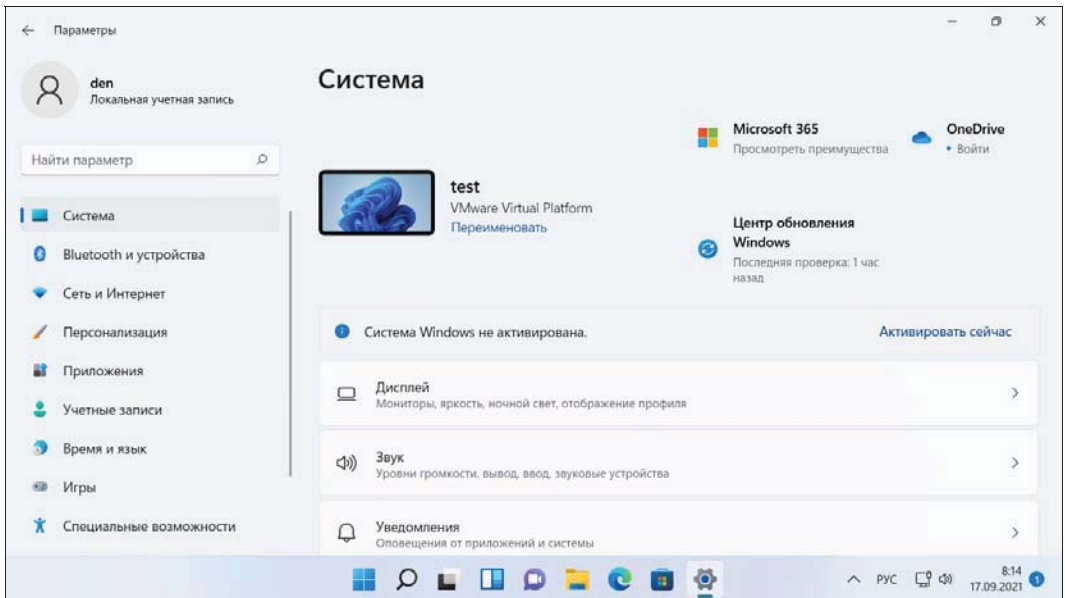 Параметры
den
Локальная учетная запись
Найти параметр
Система
Bluetooth и устройства
Сеть и Интернет
Персонализация
Приложения
Учетные записи
Время и язык
Игры
Специальные возможности
Система
test
VMware Virtual Platform
Переименовать
Microsoft 365
Просмотреть преимущества
OneDrive
• Войти
Центр обновления
Windows
Последняя проверка: 1 час
назад
Система Windows не активирована.
Активировать сейчас
Дисплей
Мониторы, яркость, ночной свет, отображение профиля
Звук
Уровни громкости, вывод, ввод, звуковые устройства
Уведомления
Оповещения от приложений и системы
РУС
8:14
17.09.2021
1